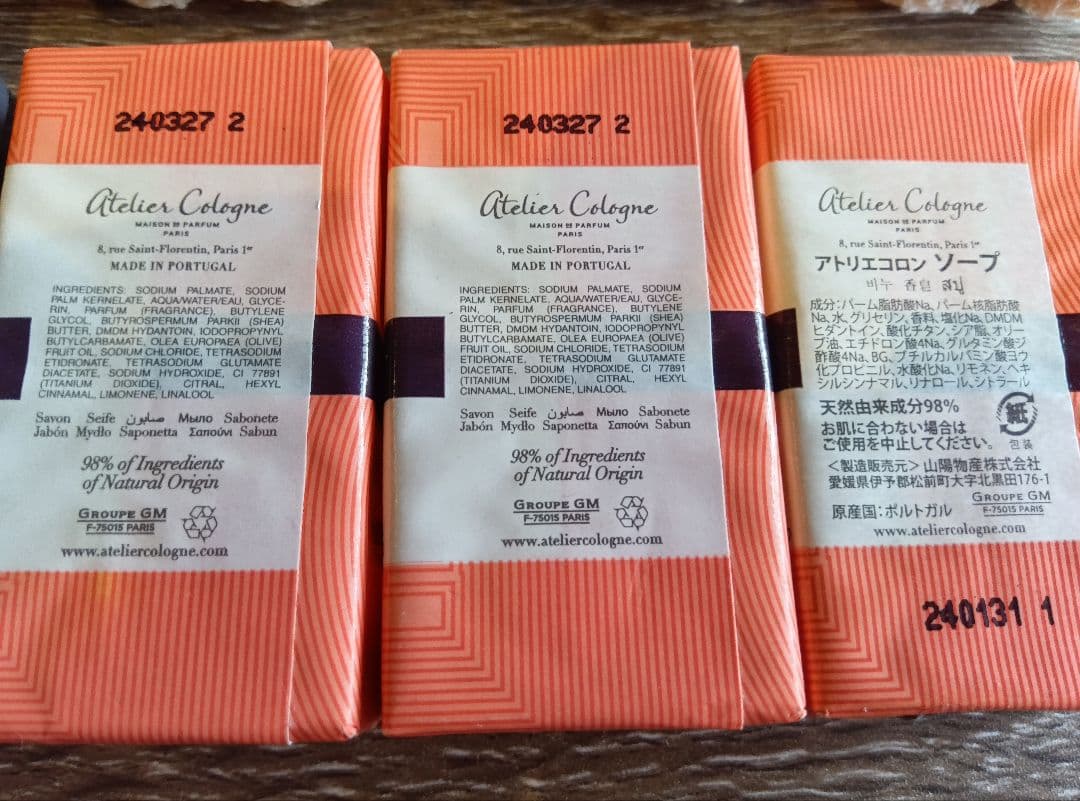 240327 2
Atelier Cologne
MAISON DE PARFUM
PARIS
8, rue Saint-Florentin, Paris 1er
MADE IN PORTUGAL
INGREDIENTS: SODIUM PALMATE, SODIUM
PALM KERNELATE, AQUA/WATER/EAU, GLYCE-
RIN, PARFUM (FRAGRANCE), BUTYLENE
GLYCOL, BUTYROSPERMUM PARKII (SHEA)
BUTTER, DMDM HYDANTOIN, IODOPROPYNYL
BUTYLCARBAMATE, OLEA EUROPAEA (OLIVE)
FRUIT OIL, SODIUM CHLORIDE, TETRASODIUM
ETIDRONATE, TETRASODIUM GLUTAMATE
DIACETATE, SODIUM HYDROXIDE, CI 77891
(TITANIUM DIOXIDE), CITRAL, HEXYL
CINNAMAL, LIMONENE, LINALOOL
Savon Seife صابون Мыло Sabonete
Jabón Mydło Saponetta Σαπούνι Sabun
98% of Ingredients
of Natural Origin
GROUPE GM
F-75015 PARIS
www.ateliercologne.com
240327 2
Atelier Cologne
MAISON DE PARFUM
PARIS
8, rue Saint-Florentin, Paris 1er
MADE IN PORTUGAL
INGREDIENTS: SODIUM PALMATE, SODIUM
PALM KERNELATE, AQUA/WATER/EAU, GLYCE-
RIN, PARFUM (FRAGRANCE), BUTYLENE
GLYCOL, BUTYROSPERMUM PARKII (SHEA)
BUTTER, DMDM HYDANTOIN, IODOPROPYNYL
BUTYLCARBAMATE, OLEA EUROPAEA (OLIVE)
FRUIT OIL, SODIUM CHLORIDE, TETRASODIUM
ETIDRONATE, TETRASODIUM GLUTAMATE
DIACETATE, SODIUM HYDROXIDE, CI 77891
(TITANIUM DIOXIDE), CITRAL, HEXYL
CINNAMAL, LIMONENE, LINALOOL
Savon Seife صابون Мыло Sabonete
Jabón Mydło Saponetta Σαπούνι Sabun
98% of Ingredients
of Natural Origin
GROUPE GM
F-75015 PARIS
www.ateliercologne.com
Atelier Cologne
MAISON DE PARFUM
PARIS
8, rue Saint-Florentin, Paris 1er
アトリエコロン ソープ
비누 香皂 สบู่
成分:パーム脂肪酸Na、パーム核脂肪酸
Na、水、グリセリン、香料、塩化Na、DMDM
ヒダントイン、酸化チタン、シア脂、オリー
ブ油、エチドロン酸4Na、グルタミン酸ジ
酢酸4Na、BG、ブチルカルバミン酸ヨウ
化プロピニル、水酸化Na、リモネン、ヘキ
シルシンナマル、リナロール、シトラール
天然由来成分98%
お肌に合わない場合は
ご使用を中止してください。
紙
包装
<製造販売元>山陽物産株式会社
愛媛県伊予郡松前町大字北黒田176-1
GROUPE GM
F-75015 PARIS
原産国:ポルトガル
www.ateliercologne.com
240131 1